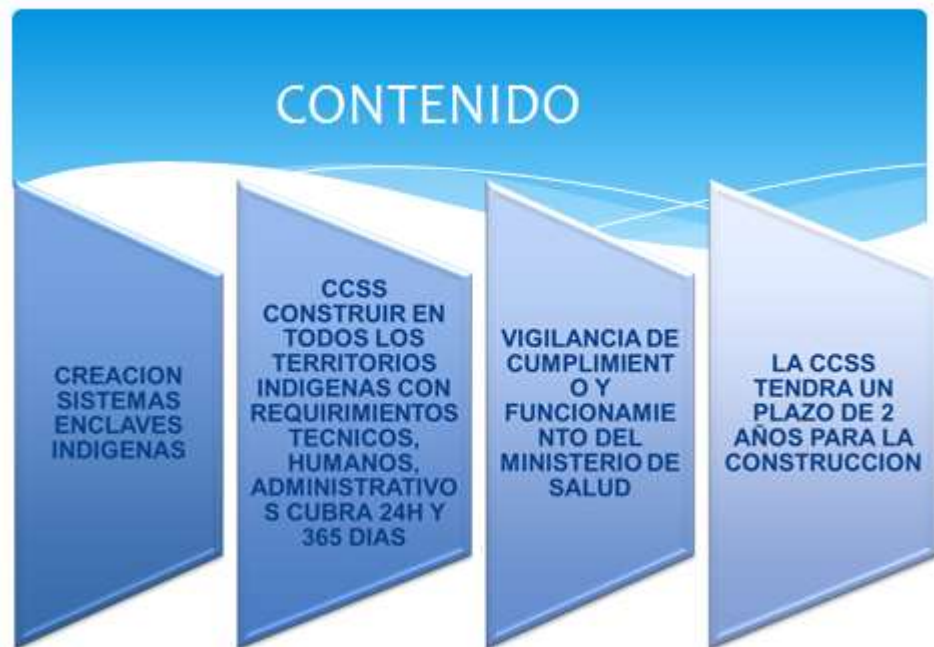 CONTENIDO
CREACION
SISTEMAS
ENCLAVES
INDIGENAS
CCSS
CONSTRUIR EN
TODOS LOS
TERRITORIOS
INDIGENAS CON
REQUIRIMIENTOS
TECNICOS,
HUMANOS,
ADMINISTRATIVO
S CUBRA 24H Y
365 DIAS
VIGILANCIA DE
CUMPLIMIENT
O Y
FUNCIONAMIE
NTO DEL
MINISTERIO DE
SALUD
LA CCSS
TENDRA UN
PLAZO DE 2
AÑOS PARA LA
CONSTRUCCION